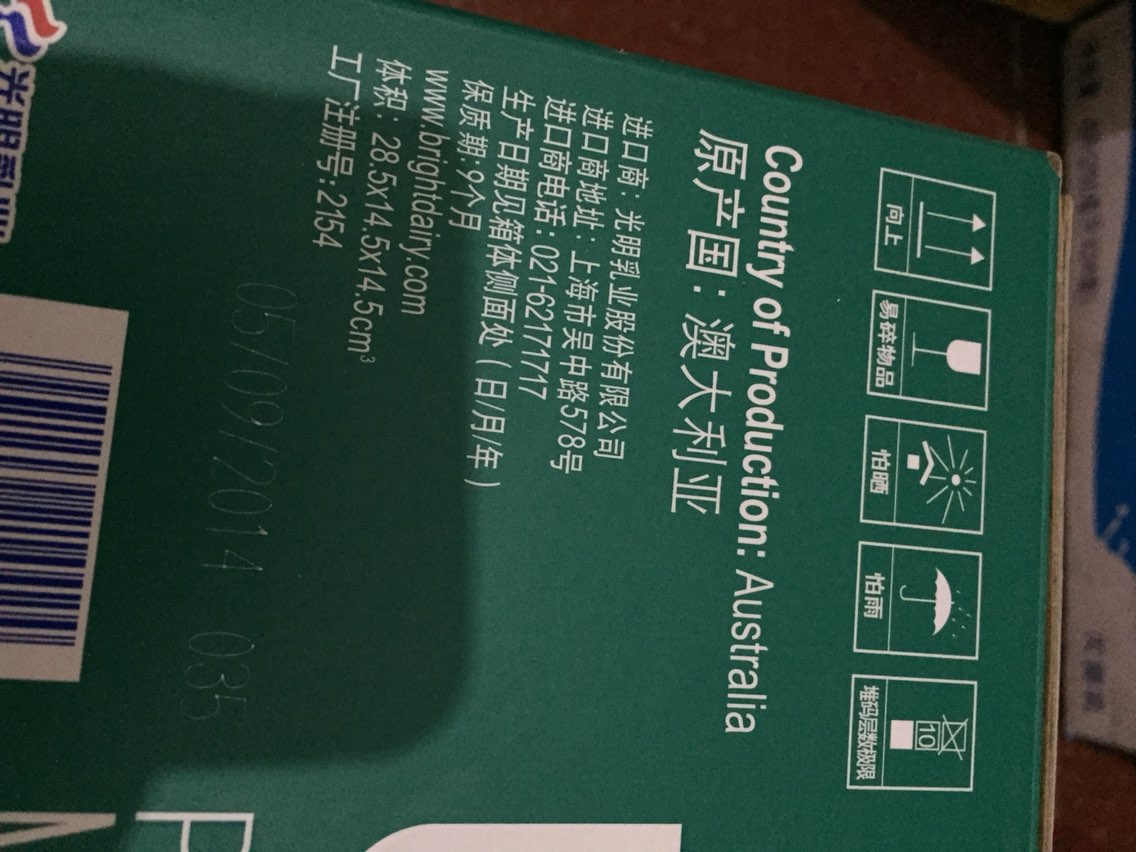 向上
易碎物品
怕晒
怕雨
10
堆码层数极限
Country of Production: Australia
原产国：澳大利亚
进口商：光明乳业股份有限公司
进口商地址：上海市吴中路578号
进口商电话：021-62171717
生产日期见箱体侧面处（日/月/年）
保质期:9个月
www.brightdairy.com
体积：28.5x14.5x14.5cm³
工厂注册号:2154
05/09/2014 035
光明乳业